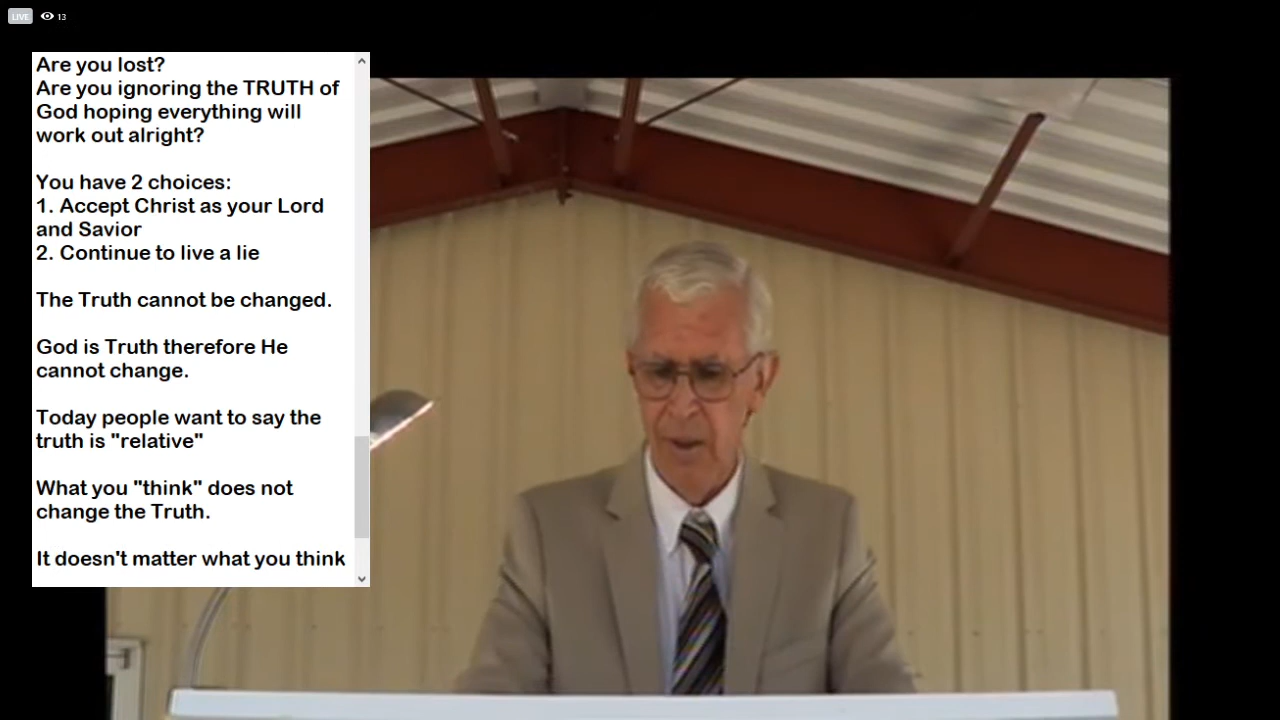 LIVE 13
Are you lost?
Are you ignoring the TRUTH of
God hoping everything will
work out alright?
You have 2 choices:
1. Accept Christ as your Lord
and Savior
2. Continue to live a lie
The Truth cannot be changed.
God is Truth therefore He
cannot change.
Today people want to say the
truth is "relative"
What you "think" does not
change the Truth.
It doesn't matter what you think